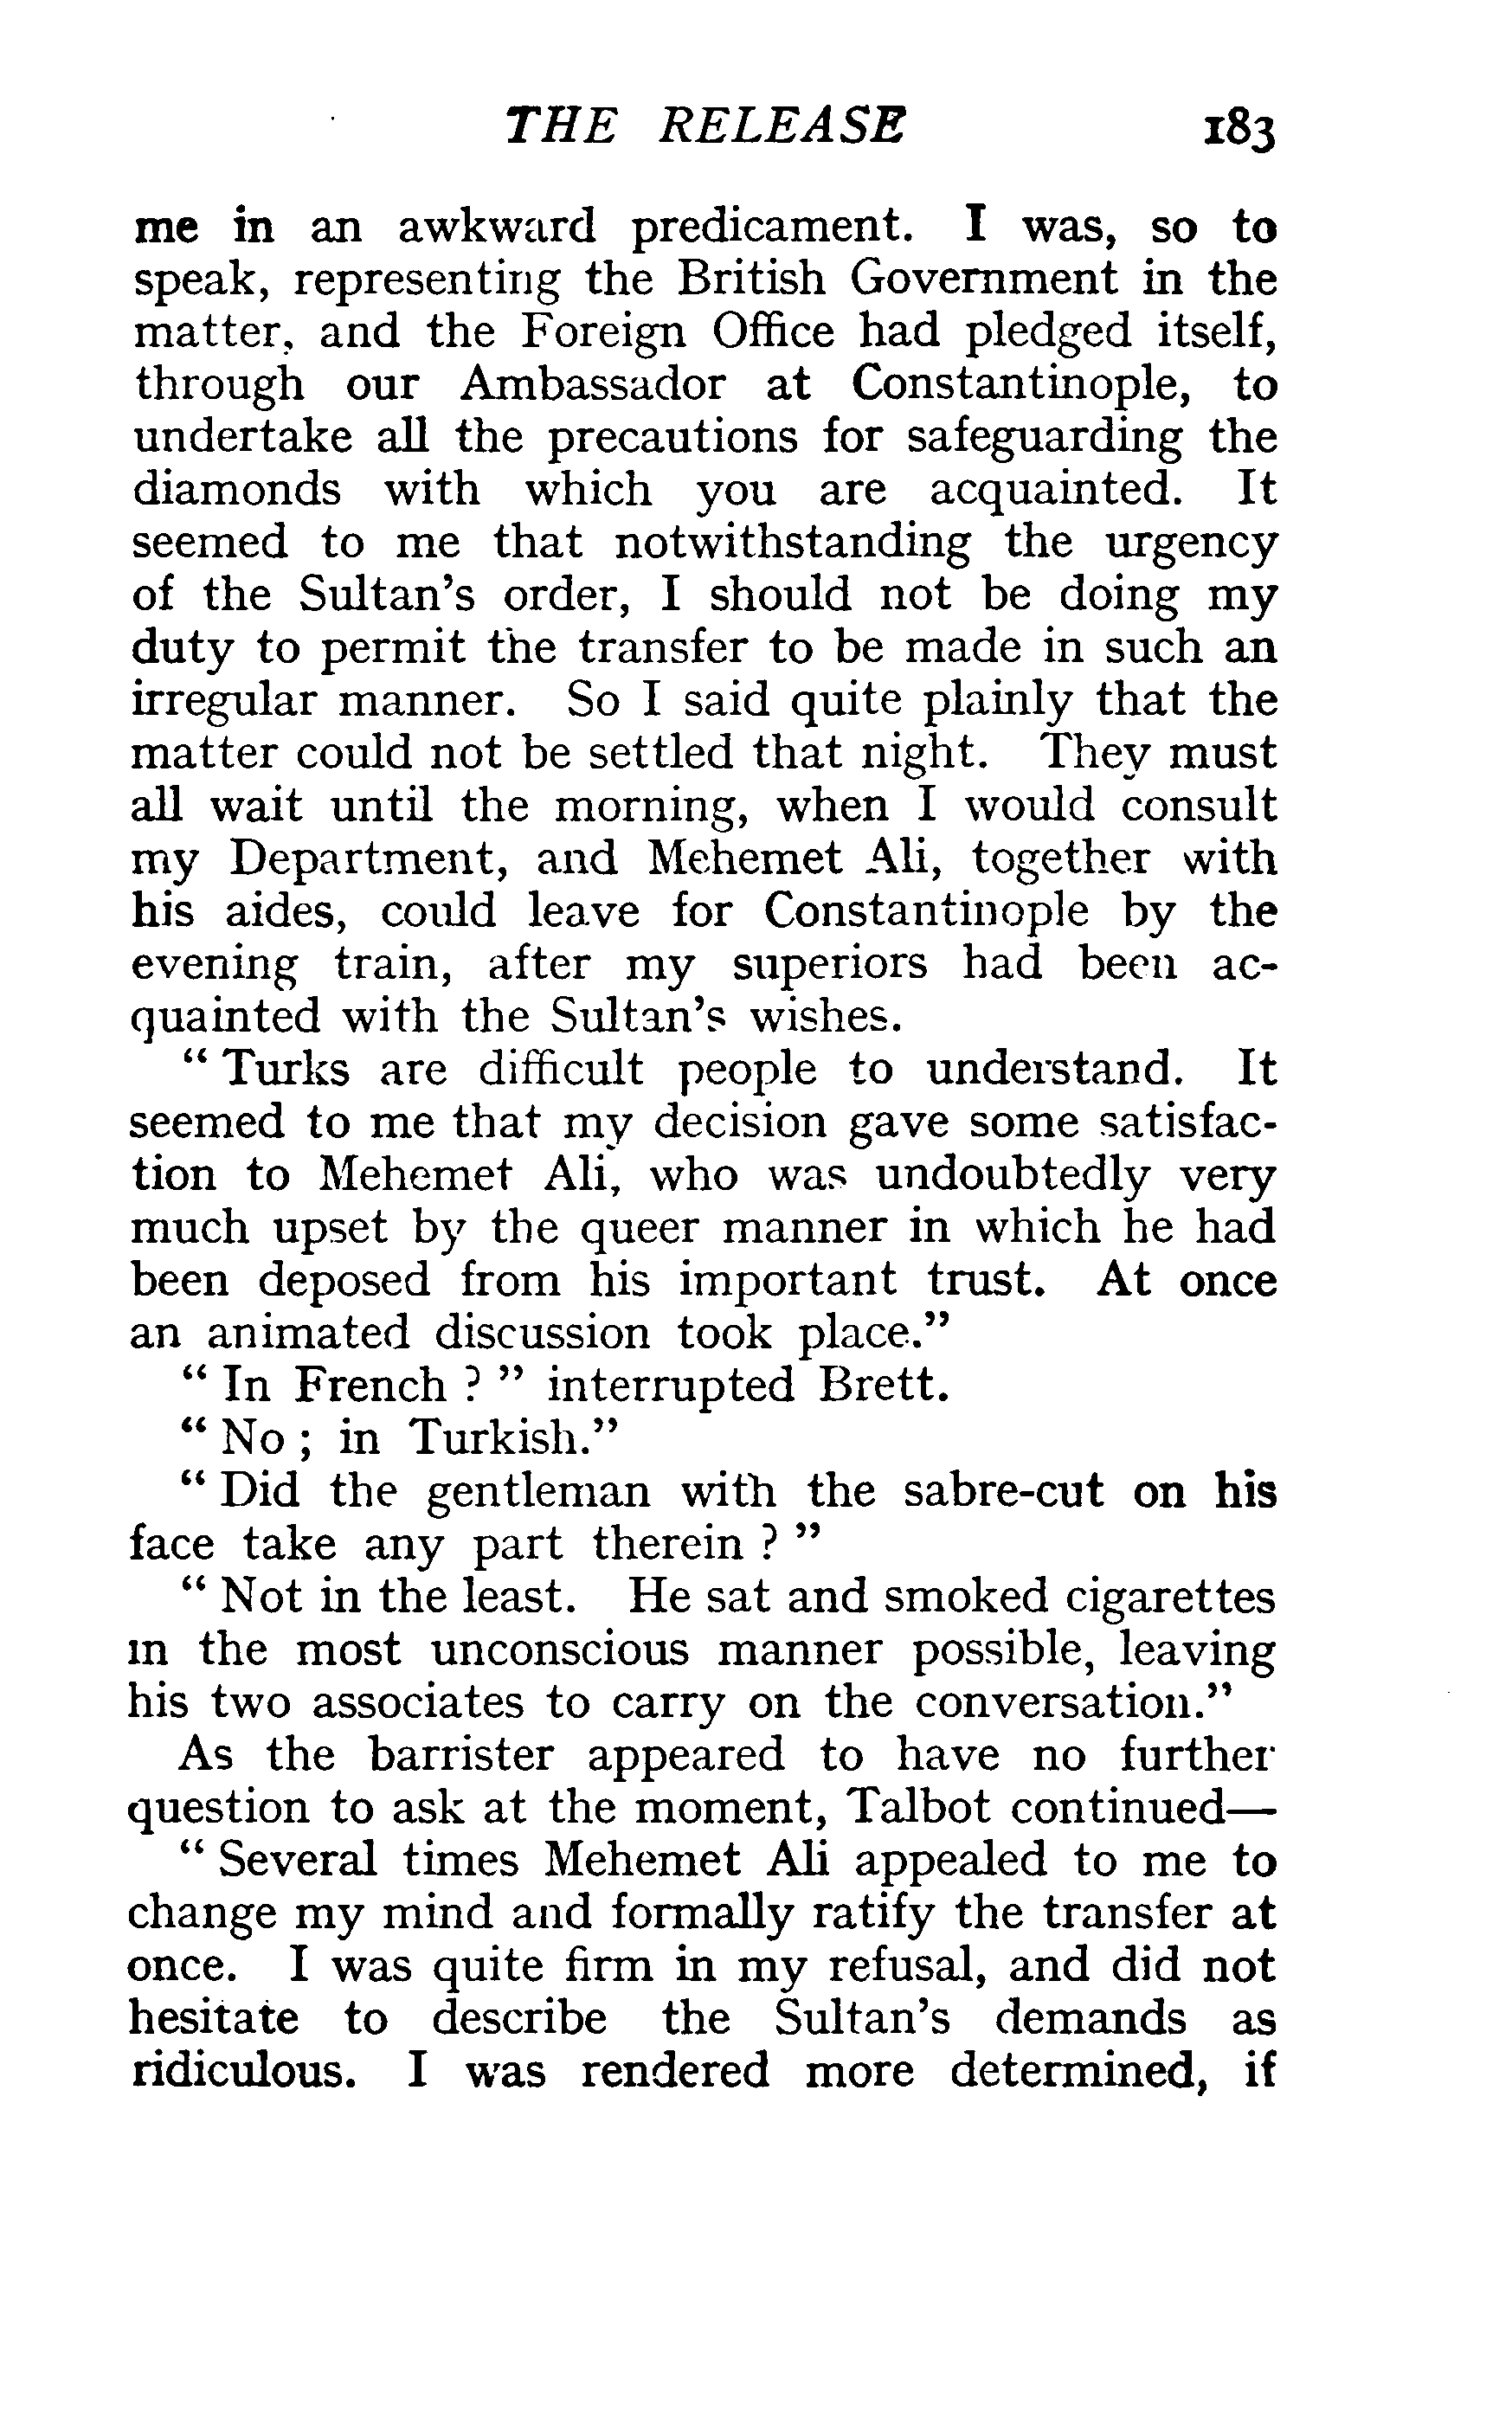 THE RELEASE 183
me in an awkward predicament. I was, so to
speak, representing the British Government in the
matter, and the Foreign Office had pledged itself,
through our Ambassador at Constantinople, to
undertake all the precautions for safeguarding the
diamonds with which you are acquainted. It
seemed to me that notwithstanding the urgency
of the Sultan's order, I should not be doing my
duty to permit the transfer to be made in such an
irregular manner. So I said quite plainly that the
matter could not be settled that night. They must
all wait until the morning, when I would consult
my Department, and Mehemet Ali, together with
his aides, could leave for Constantinople by the
evening train, after my superiors had been ac-
quainted with the Sultan's wishes.
“ Turks are difficult people to understand. It
seemed to me that my decision gave some satisfac-
tion to Mehemet Ali, who was undoubtedly very
much upset by the queer manner in which he had
been deposed from his important trust. At once
an animated discussion took place.”
“ In French ? ” interrupted Brett.
“ No ; in Turkish.”
“ Did the gentleman with the sabre-cut on his
face take any part therein ? ”
“ Not in the least. He sat and smoked cigarettes
in the most unconscious manner possible, leaving
his two associates to carry on the conversation.”
As the barrister appeared to have no further
question to ask at the moment, Talbot continued—
“ Several times Mehemet Ali appealed to me to
change my mind and formally ratify the transfer at
once. I was quite firm in my refusal, and did not
hesitate to describe the Sultan's demands as
ridiculous. I was rendered more determined, if